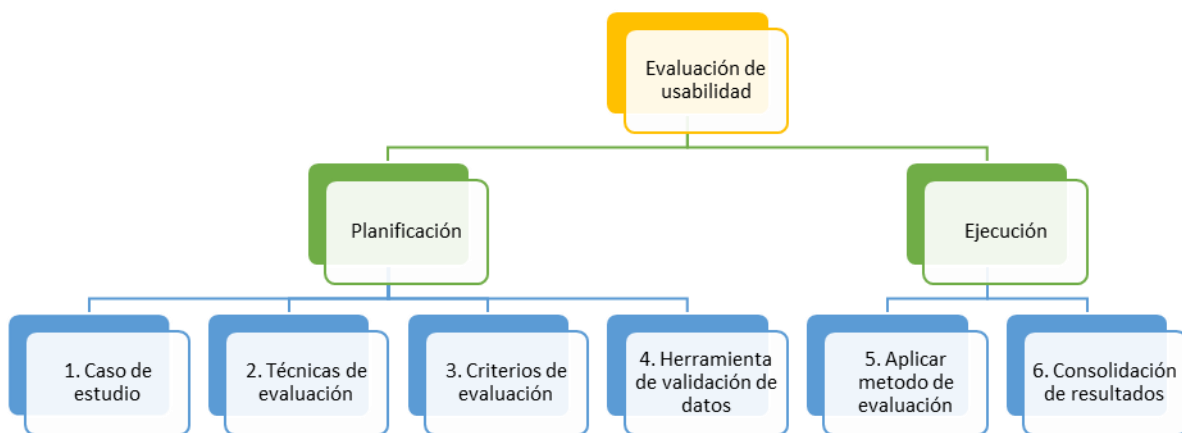 Evaluación de
usabilidad
Planificación
Ejecución
1. Caso de
estudio
2. Técnicas de
evaluación
3. Criterios de
evaluación
4. Herramienta
de validación de
datos
5. Aplicar
metodo de
evaluación
6. Consolidación
de resultados